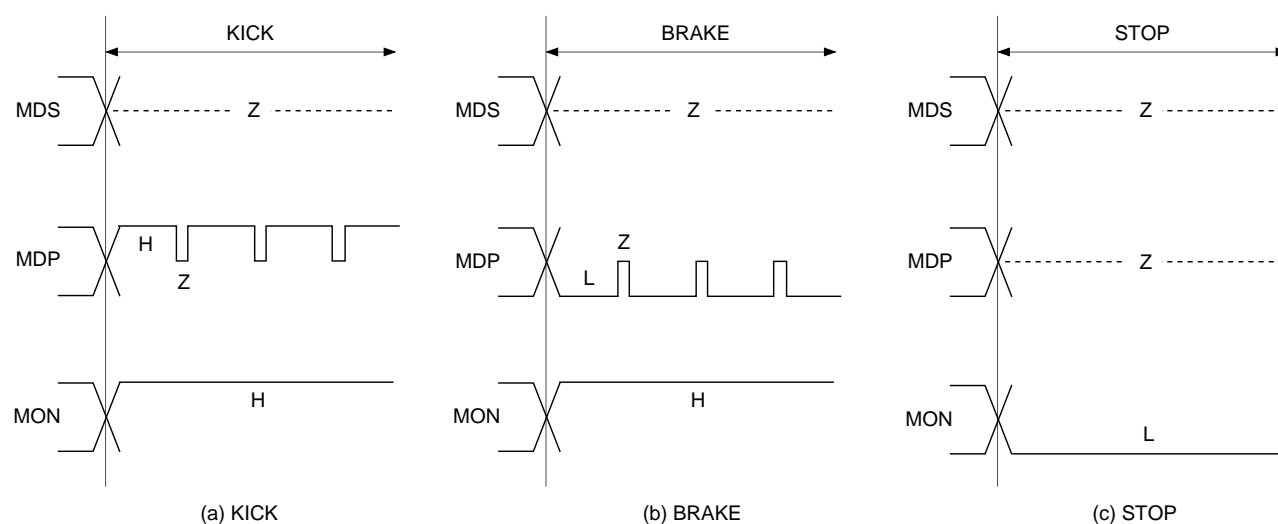 KICK
BRAKE
STOP
MDS
Z
MDS
Z
MDS
Z
MDP
H
Z
MDP
L
Z
MDP
Z
MON
H
MON
H
MON
L
(a) KICK
(b) BRAKE
(c) STOP